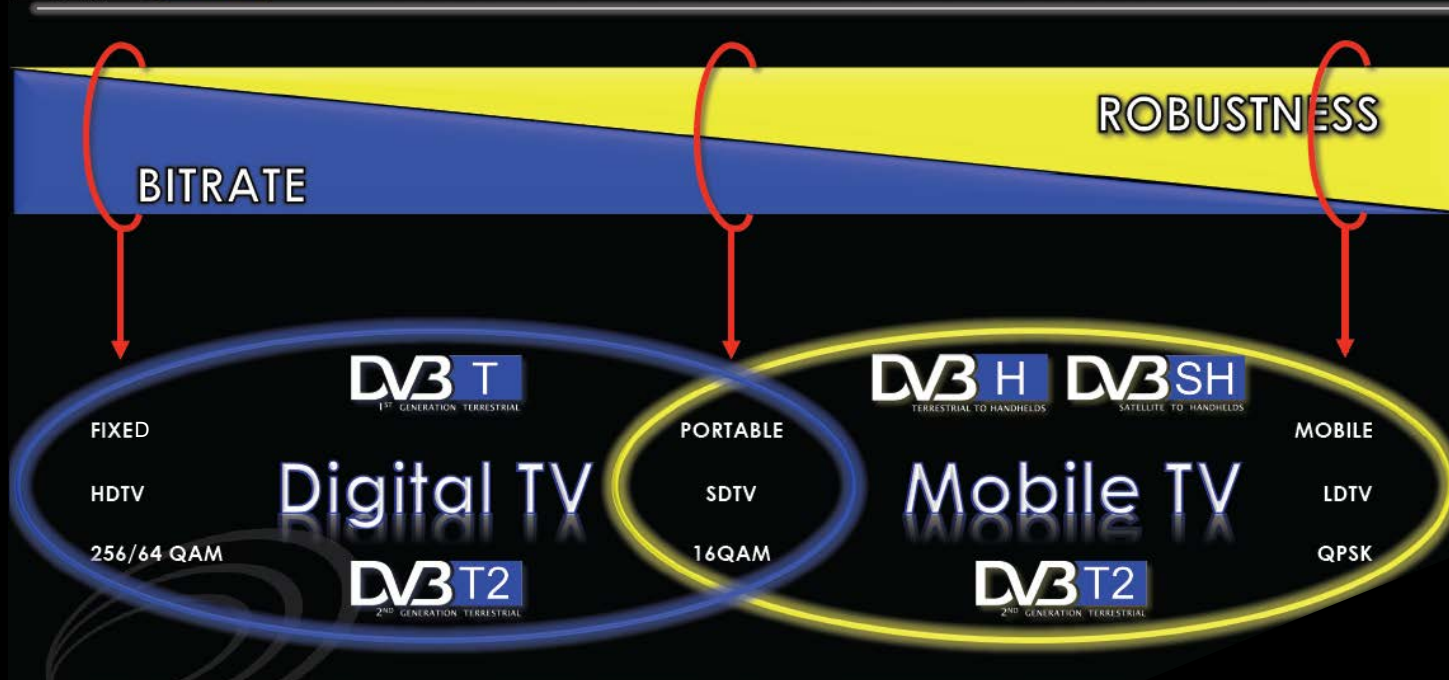 ROBUSTNESS
BITRATE
DVB T
1ST GENERATION TERRESTRIAL
DVB H
TERRESTRIAL TO HANDHELDS
DVB SH
SATELLITE TO HANDHELDS
FIXED
PORTABLE
MOBILE
HDTV
Digital TV
SDTV
Mobile TV
LDTV
256/64 QAM
16QAM
QPSK
DVB T2
2ND GENERATION TERRESTRIAL
DVB T2
2ND GENERATION TERRESTRIAL